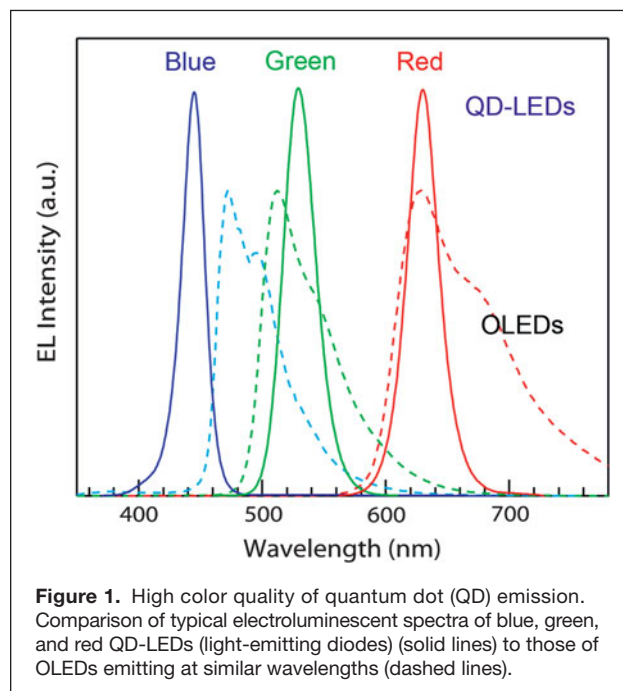 Blue Green Red
QD-LEDs
OLEDs
EL Intensity (a.u.)
400 500 600 700
Wavelength (nm)
Figure 1. High color quality of quantum dot (QD) emission.
Comparison of typical electroluminescent spectra of blue, green,
and red QD-LEDs (light-emitting diodes) (solid lines) to those of
OLEDs emitting at similar wavelengths (dashed lines).